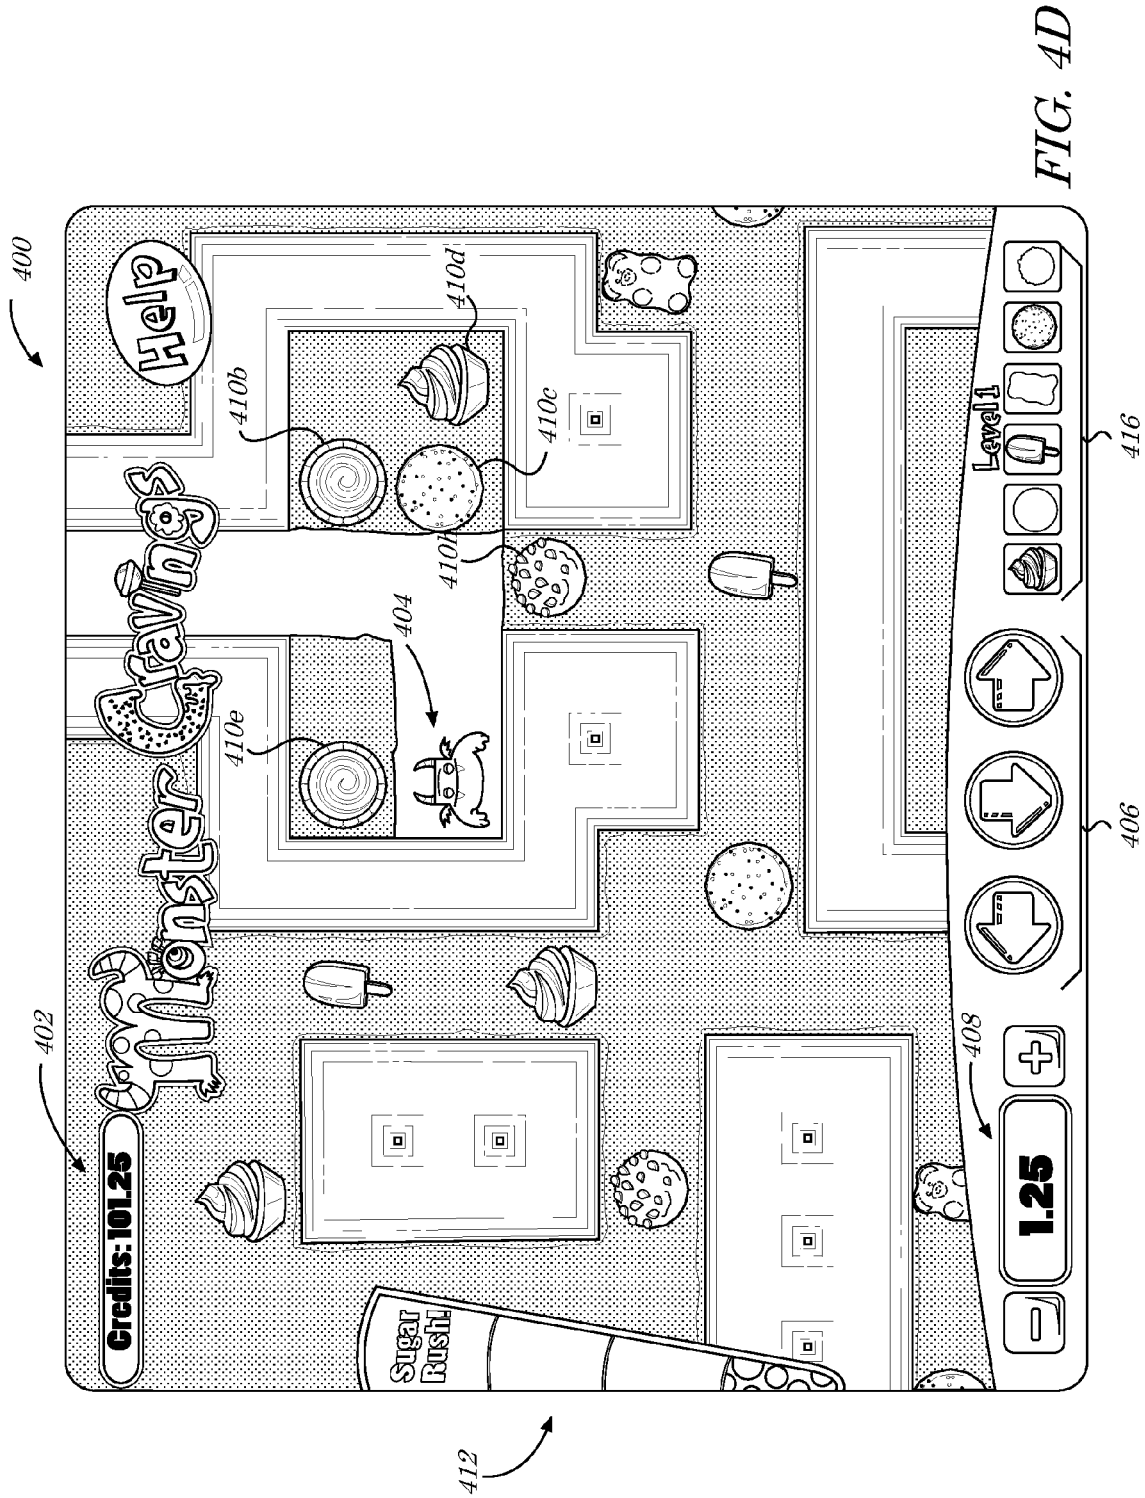 400
402
Credits: 101.25
Monster Cravings
Help
410b
410d
410e
410c
410h
404
412
Sugar
Rush!
408
Level 1
1.25
406
416
FIG. 4D